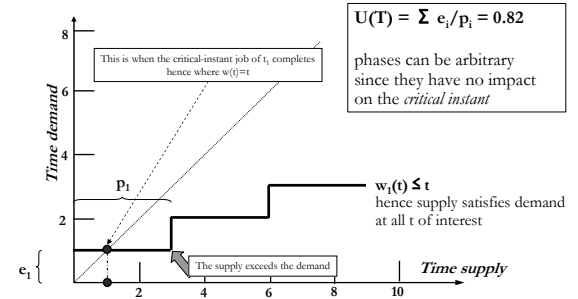 U(T) = Σ ei/pi = 0.82
phases can be arbitrary
since they have no impact
on the critical instant
This is when the critical-instant job of t1 completes
hence where w(t)=t
Time demand
8
6
4
2
p1
e1
w1(t) ≤ t
hence supply satisfies demand
at all t of interest
The supply exceeds the demand
Time supply
2
4
6
8
10